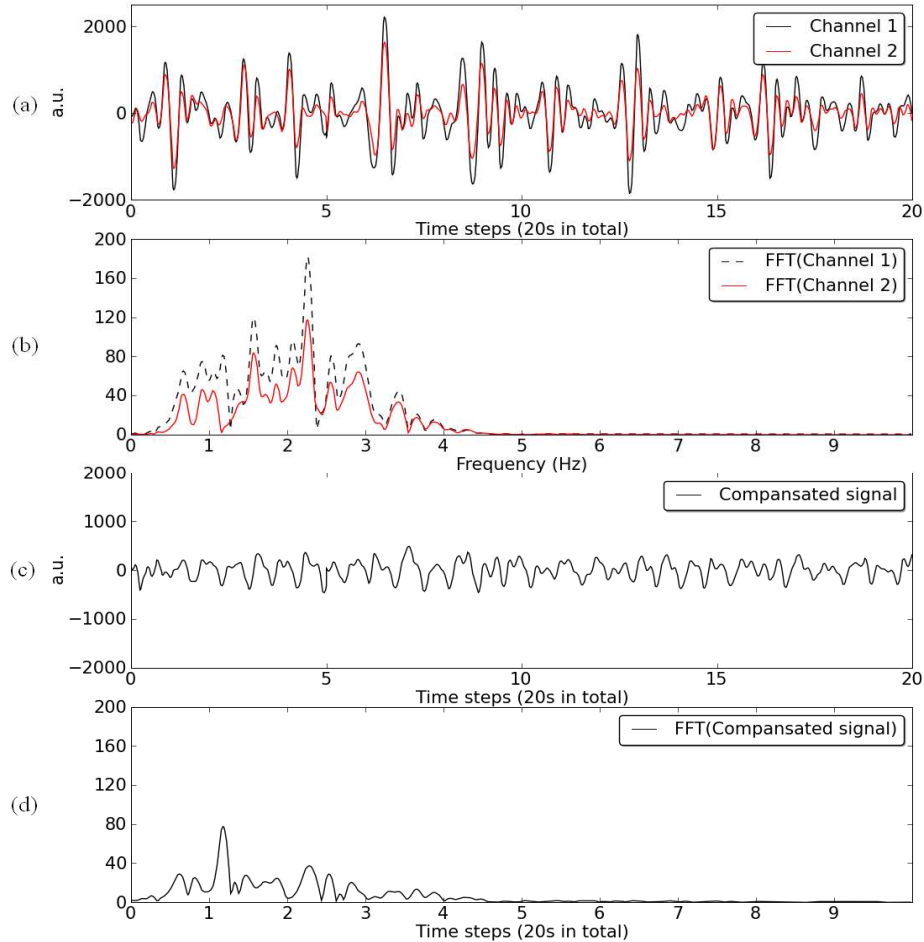 (a)
a.u.
2000
0
−2000
Channel 1
Channel 2
0 5 10 15 20
Time steps (20s in total)
(b)
200
160
120
80
40
0
FFT(Channel 1)
FFT(Channel 2)
0 1 2 3 4 5 6 7 8 9
Frequency (Hz)
(c)
a.u.
2000
1000
0
−1000
−2000
Compansated signal
0 5 10 15 20
Time steps (20s in total)
(d)
200
160
120
80
40
0
FFT(Compansated signal)
0 1 2 3 4 5 6 7 8 9
Time steps (20s in total)